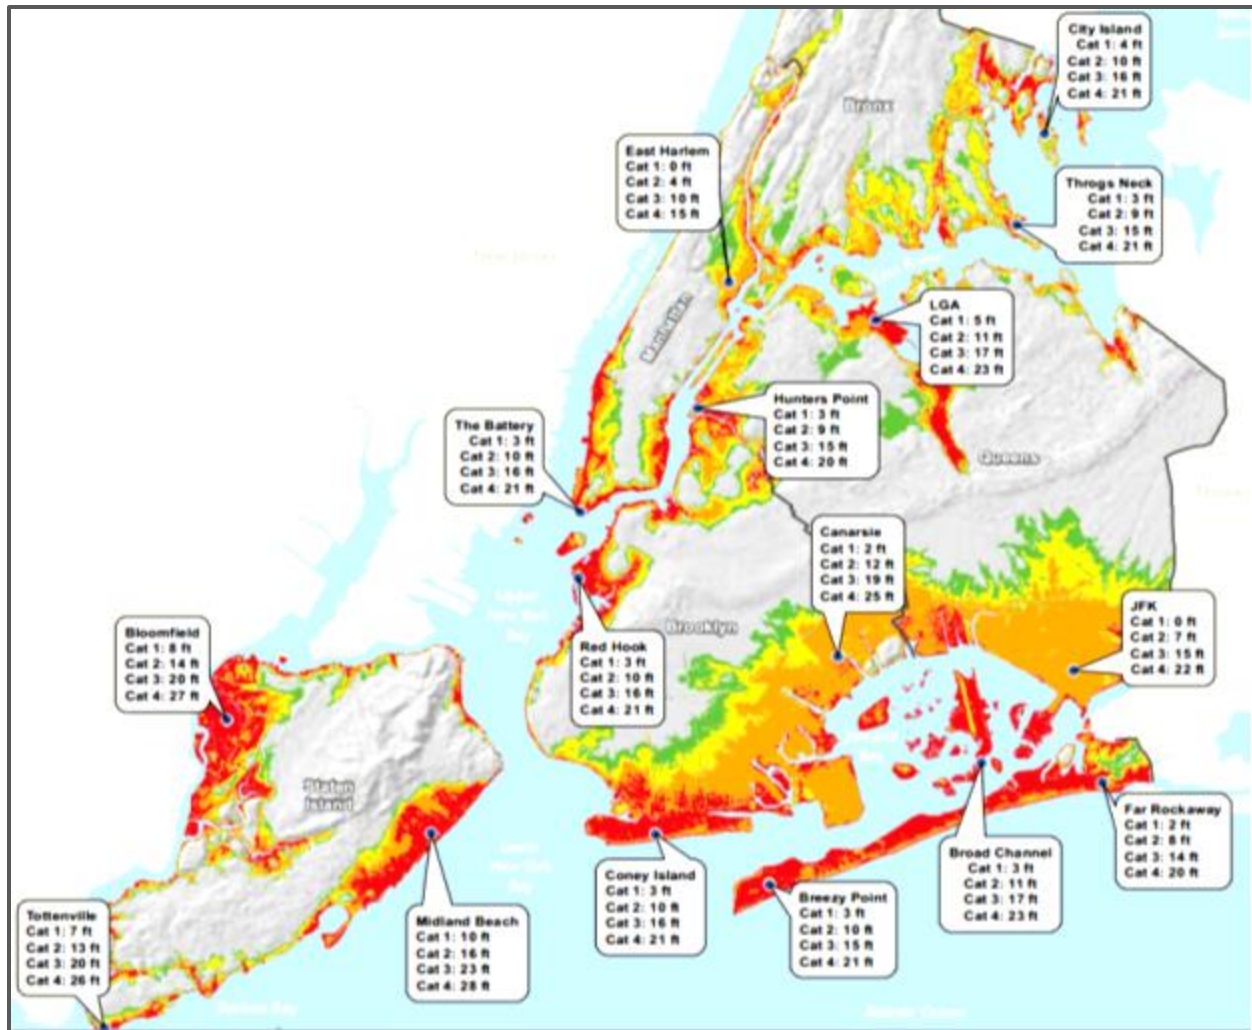 City Island
Cat 1: 4 ft
Cat 2: 10 ft
Cat 3: 16 ft
Cat 4: 21 ft
Bronx
East Harlem
Cat 1: 0 ft
Cat 2: 4 ft
Cat 3: 10 ft
Cat 4: 15 ft
Throgs Neck
Cat 1: 3 ft
Cat 2: 9 ft
Cat 3: 15 ft
Cat 4: 21 ft
New Jersey
Manhattan
LGA
Cat 1: 5 ft
Cat 2: 11 ft
Cat 3: 17 ft
Cat 4: 23 ft
Hunters Point
Cat 1: 3 ft
Cat 2: 9 ft
Cat 3: 15 ft
Cat 4: 20 ft
The Battery
Cat 1: 3 ft
Cat 2: 10 ft
Cat 3: 16 ft
Cat 4: 21 ft
Queens
Canarsie
Cat 1: 2 ft
Cat 2: 12 ft
Cat 3: 19 ft
Cat 4: 25 ft
JFK
Cat 1: 0 ft
Cat 2: 7 ft
Cat 3: 15 ft
Cat 4: 22 ft
Upper
New York
Bay
Brooklyn
Bloomfield
Cat 1: 8 ft
Cat 2: 14 ft
Cat 3: 20 ft
Cat 4: 27 ft
Red Hook
Cat 1: 3 ft
Cat 2: 10 ft
Cat 3: 16 ft
Cat 4: 21 ft
Staten
Island
Far Rockaway
Cat 1: 2 ft
Cat 2: 8 ft
Cat 3: 14 ft
Cat 4: 20 ft
Lower
New York
Bay
Broad Channel
Cat 1: 3 ft
Cat 2: 11 ft
Cat 3: 17 ft
Cat 4: 23 ft
Coney Island
Cat 1: 3 ft
Cat 2: 10 ft
Cat 3: 16 ft
Cat 4: 21 ft
Breezy Point
Cat 1: 3 ft
Cat 2: 10 ft
Cat 3: 15 ft
Cat 4: 21 ft
Midland Beach
Cat 1: 10 ft
Cat 2: 16 ft
Cat 3: 23 ft
Cat 4: 28 ft
Tottenville
Cat 1: 7 ft
Cat 2: 13 ft
Cat 3: 20 ft
Cat 4: 26 ft
Raritan Bay
Atlantic Ocean